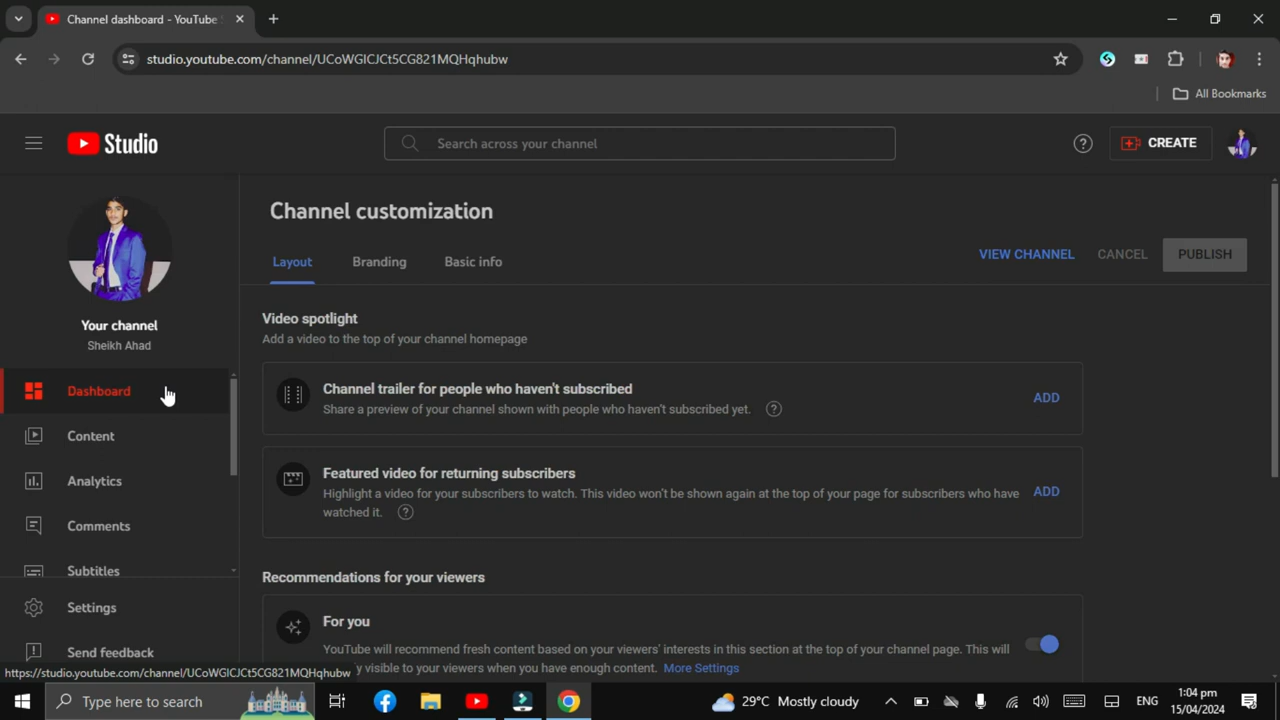 Channel dashboard - YouTube S
studio.youtube.com/channel/UCoWGlCJCt5CG821MQHqhubw
All Bookmarks
Studio
Search across your channel
CREATE
Channel customization
Layout
Branding
Basic info
VIEW CHANNEL
CANCEL
PUBLISH
Your channel
Sheikh Ahad
Dashboard
Content
Analytics
Comments
Subtitles
Settings
Send feedback
Video spotlight
Add a video to the top of your channel homepage
Channel trailer for people who haven't subscribed
Share a preview of your channel shown with people who haven't subscribed yet.
ADD
Featured video for returning subscribers
Highlight a video for your subscribers to watch. This video won't be shown again at the top of your page for subscribers who have
watched it.
ADD
Recommendations for your viewers
For you
YouTube will recommend fresh content based on your viewers' interests in this section at the top of your channel page. This will
y visible to your viewers when you have enough content. More Settings
https://studio.youtube.com/channel/UCoWGlCJCt5CG821MQHqhubw
Type here to search
29°C Mostly cloudy
ENG
1:04 pm
15/04/2024